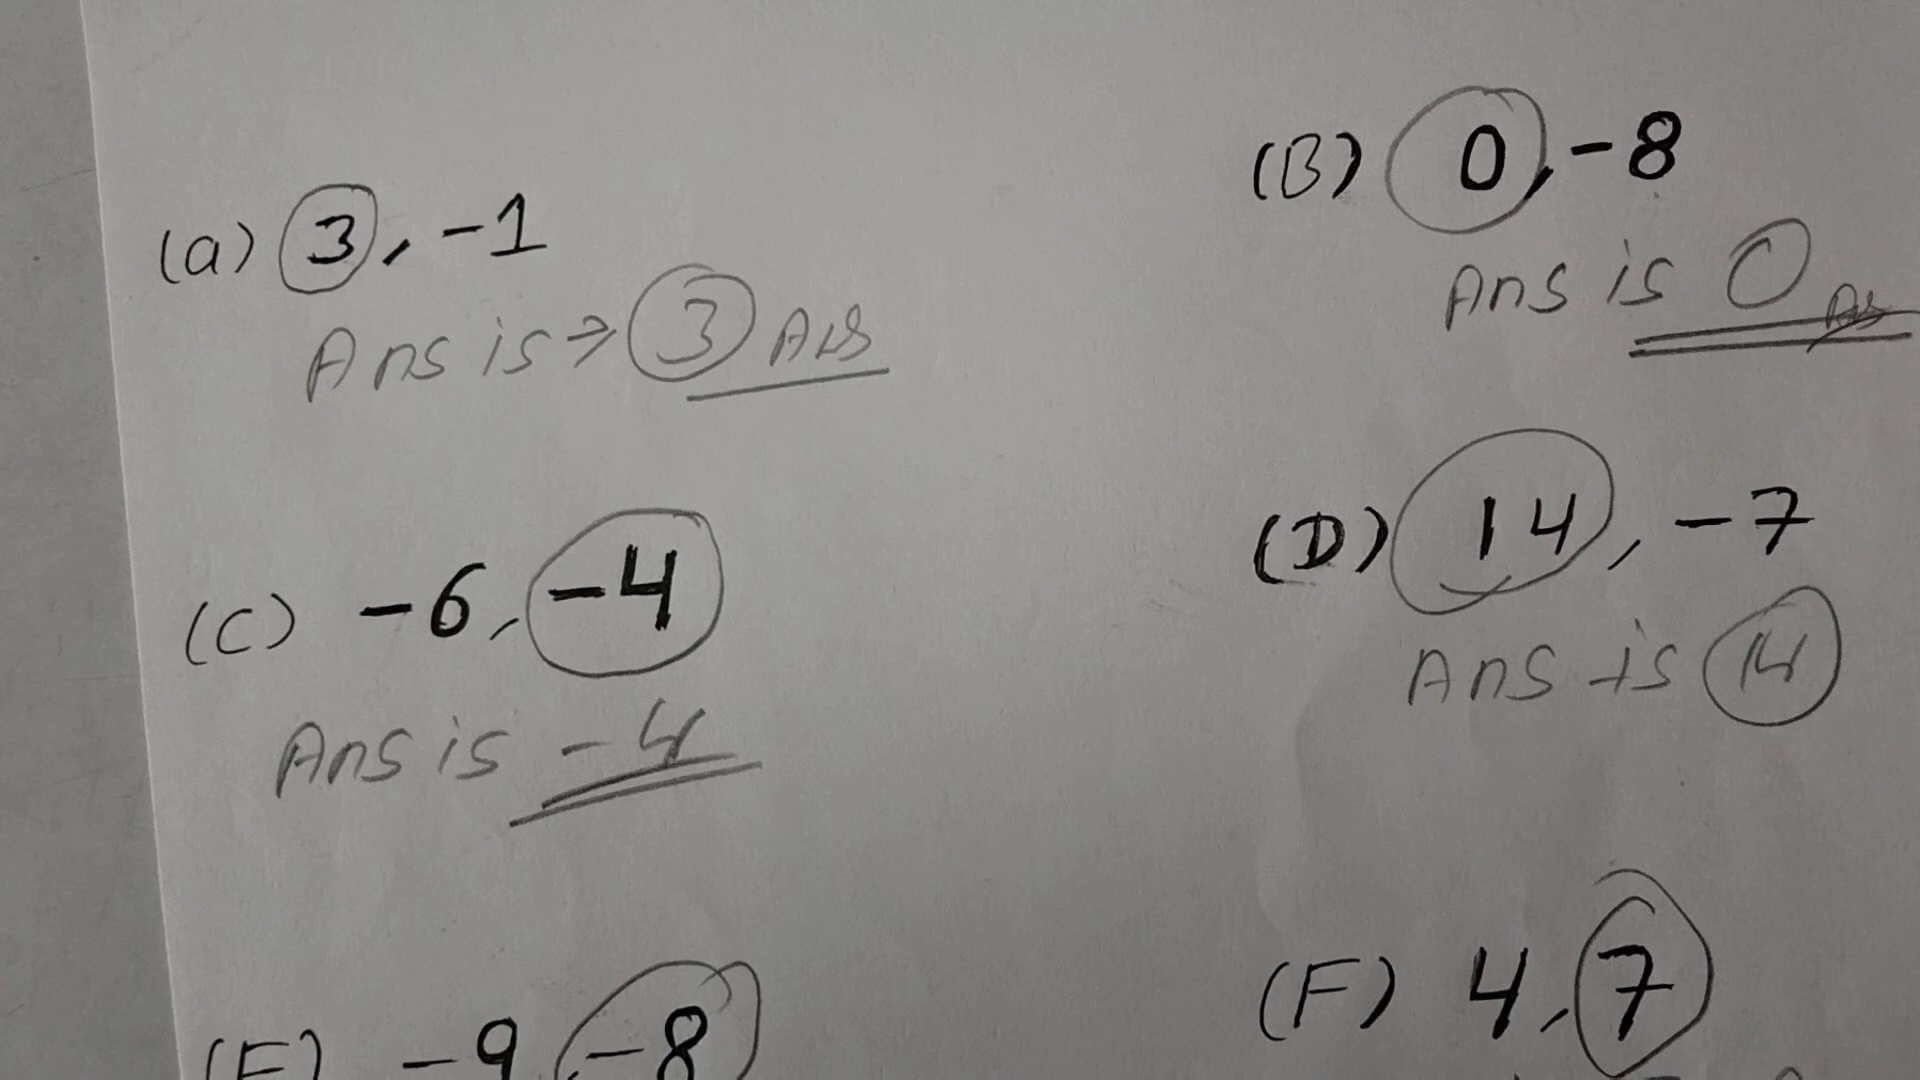 (a) 3, -1
Ans is → 3 Ans
(B) 0, -8
Ans is 0 Ans
(C) -6, -4
Ans is -4
(D) 14, -7
Ans is 14
(E) -9, -8
(F) 4, 7